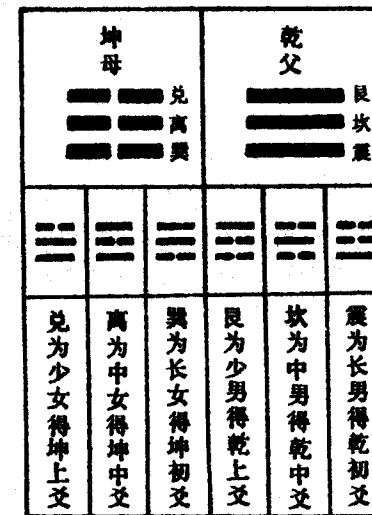 乾父
艮
坎
震
坤母
兑
离
巽
震为长男得乾初爻
坎为中男得乾中爻
艮为少男得乾上爻
巽为长女得坤初爻
离为中女得坤中爻
兑为少女得坤上爻